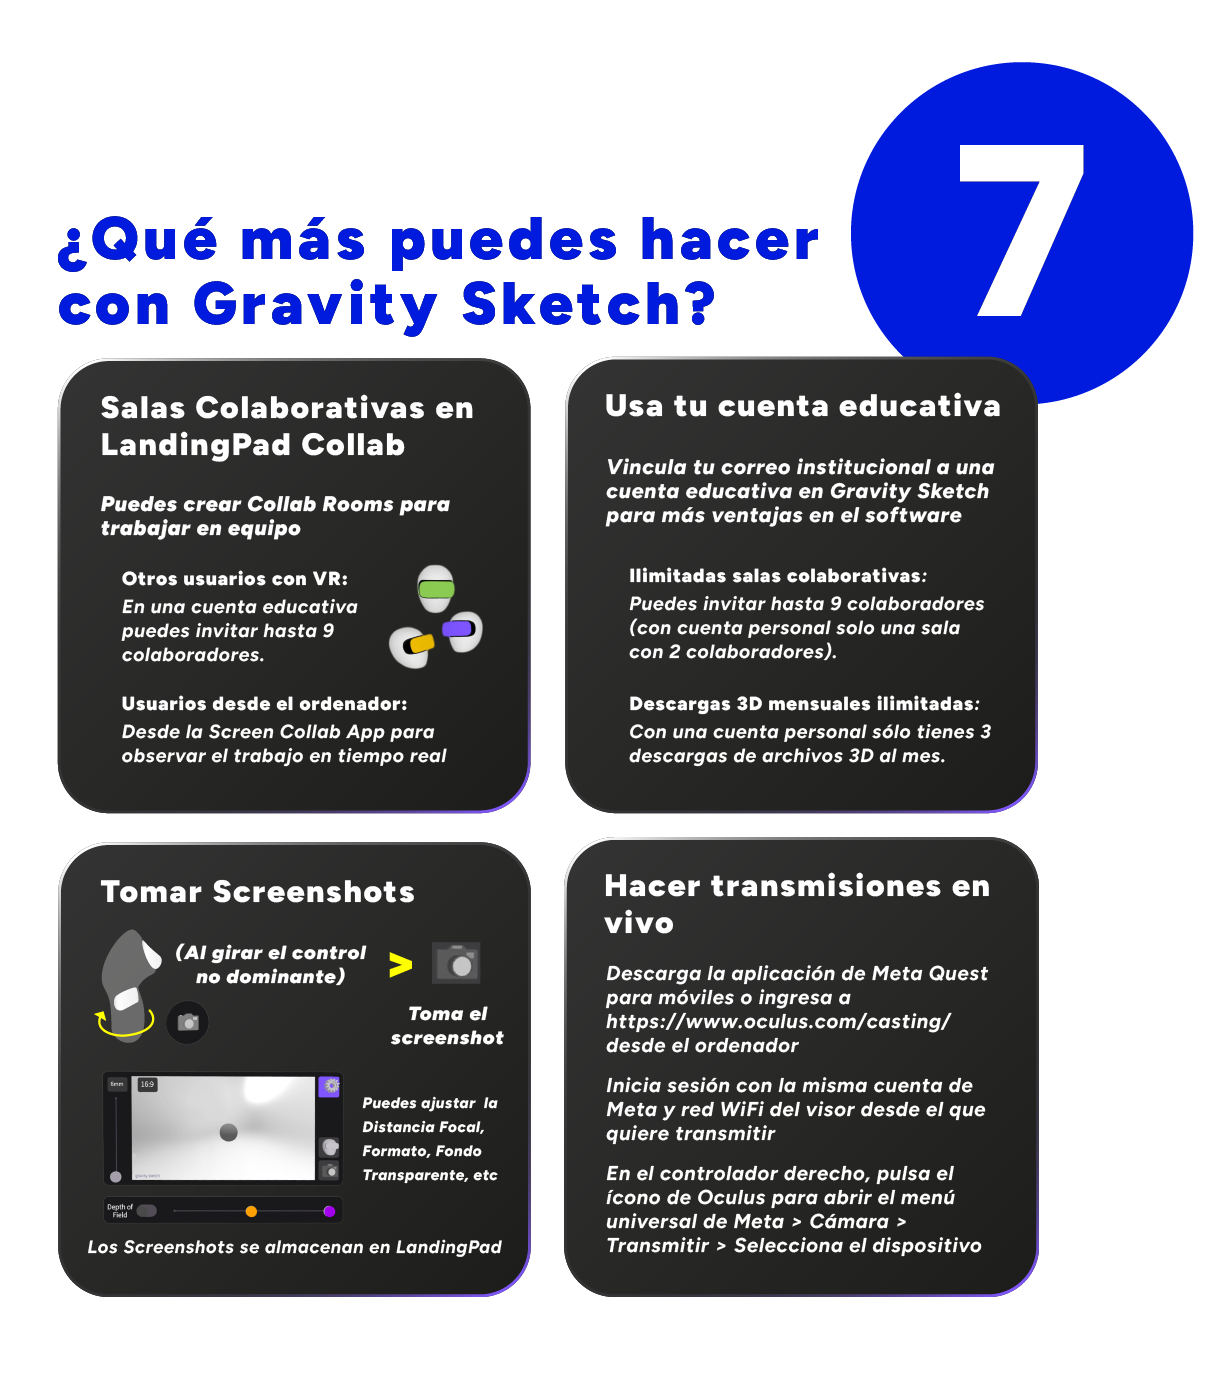 7
¿Qué más puedes hacer
con Gravity Sketch?
Salas Colaborativas en
LandingPad Collab
Puedes crear Collab Rooms para
trabajar en equipo
Otros usuarios con VR:
En una cuenta educativa
puedes invitar hasta 9
colaboradores.
Usuarios desde el ordenador:
Desde la Screen Collab App para
observar el trabajo en tiempo real
Usa tu cuenta educativa
Vincula tu correo institucional a una
cuenta educativa en Gravity Sketch
para más ventajas en el software
Ilimitadas salas colaborativas:
Puedes invitar hasta 9 colaboradores
(con cuenta personal solo una sala
con 2 colaboradores).
Descargas 3D mensuales ilimitadas:
Con una cuenta personal sólo tienes 3
descargas de archivos 3D al mes.
Tomar Screenshots
(Al girar el control
no dominante)
>
Toma el
screenshot
6mm
16:9
gravity sketch
Puedes ajustar la
Distancia Focal,
Formato, Fondo
Transparente, etc
Depth of
Field
Los Screenshots se almacenan en LandingPad
Hacer transmisiones en
vivo
Descarga la aplicación de Meta Quest
para móviles o ingresa a
https://www.oculus.com/casting/
desde el ordenador
Inicia sesión con la misma cuenta de
Meta y red WiFi del visor desde el que
quiere transmitir
En el controlador derecho, pulsa el
ícono de Oculus para abrir el menú
universal de Meta > Cámara >
Transmitir > Selecciona el dispositivo